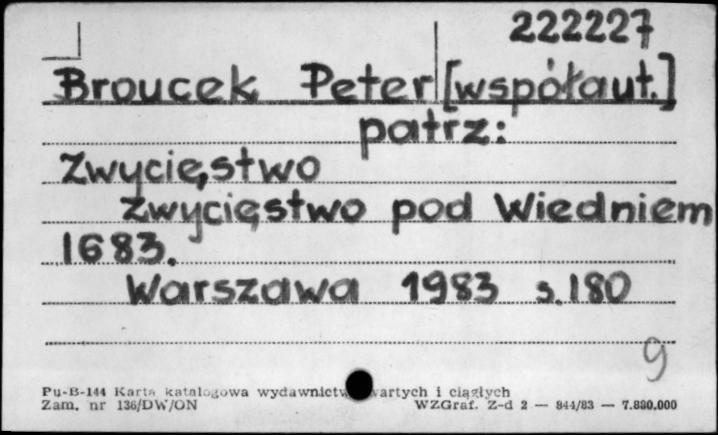 222227
Broucek Peter [współaut.]
patrz:
Zwycięstwo
Zwycięstwo pod Wiedniem
1683.
Warszawa 1983 s. 180
9
Pu-B-144 Karta katalogowa wydawnictw zwartych i ciągłych
Zam. nr 136/DW/ON WZGraf. Z-d 2 — 844/83 — 7.880.000